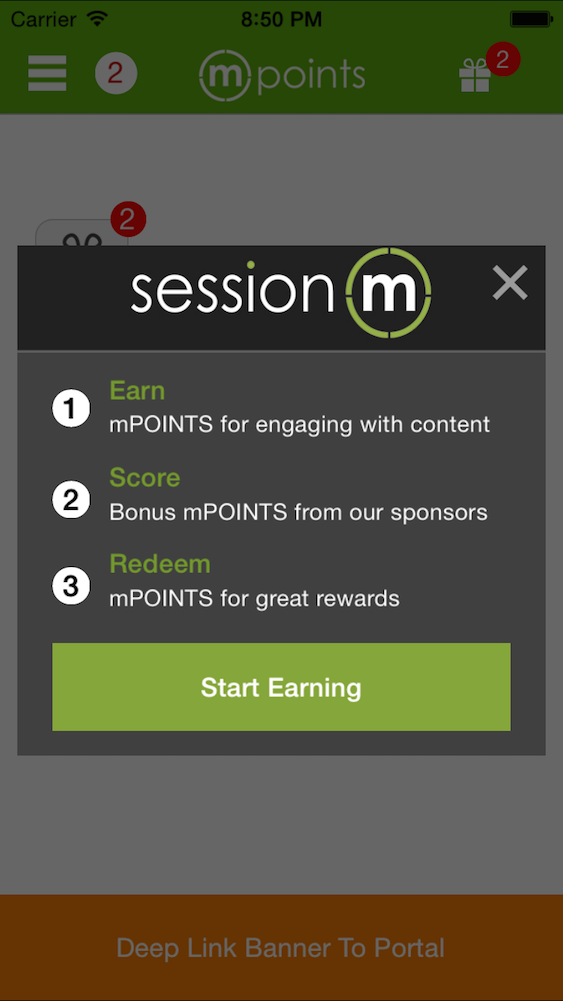 Carrier 8:50 PM
2 m points 2
2
session m
1 Earn
mPOINTS for engaging with content
2 Score
Bonus mPOINTS from our sponsors
3 Redeem
mPOINTS for great rewards
Start Earning
Deep Link Banner To Portal